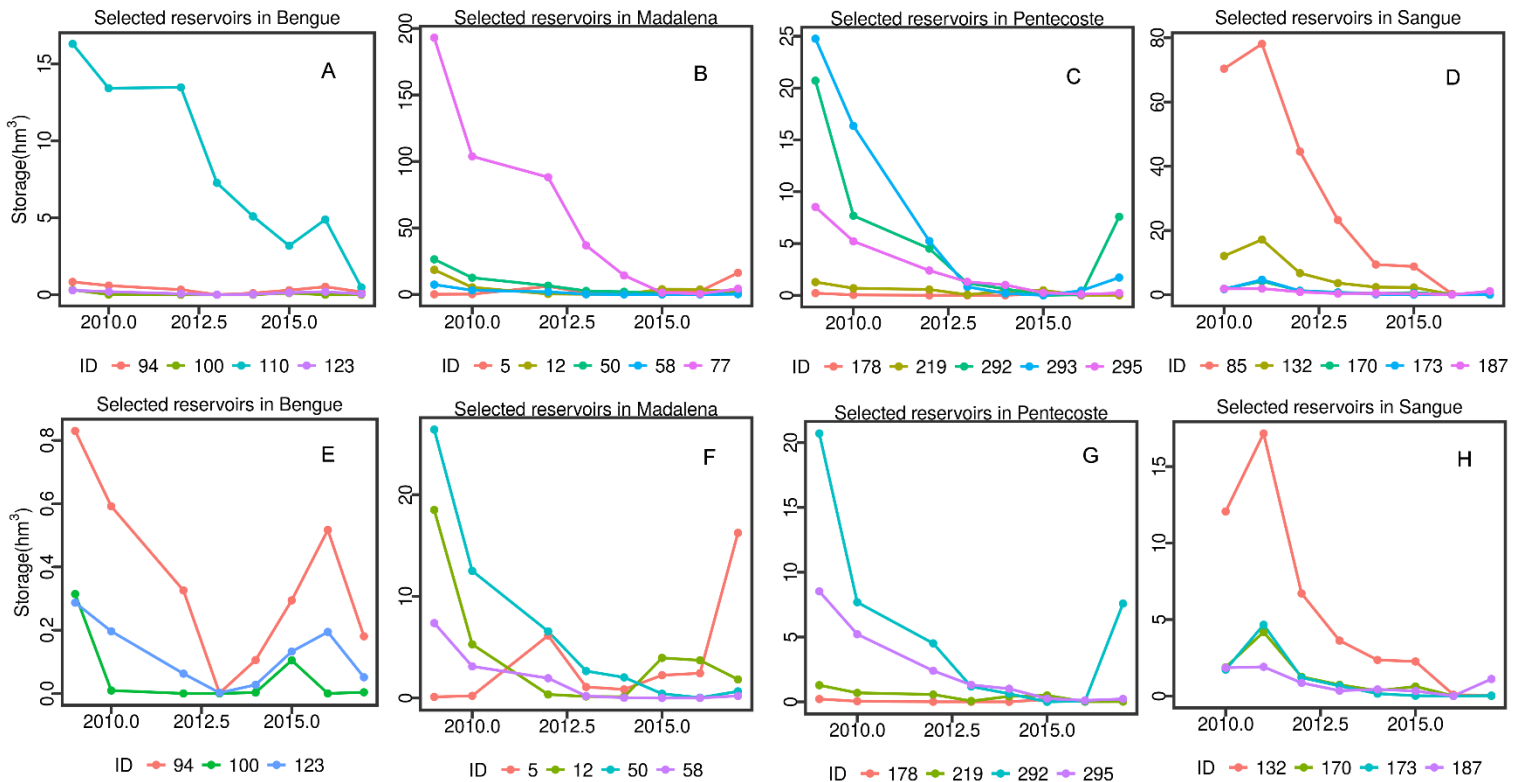 Selected reservoirs in Bengue
Storage(hm³)
0 5 10 15
A
2010.0 2012.5 2015.0
ID 94 100 110 123
Selected reservoirs in Madalena
0 50 100 150 200
B
2010.0 2012.5 2015.0
ID 5 12 50 58 77
Selected reservoirs in Pentecoste
0 5 10 15 20 25
C
2010.0 2012.5 2015.0
ID 178 219 292 293 295
Selected reservoirs in Sangue
0 20 40 60 80
D
2010.0 2012.5 2015.0
ID 85 132 170 173 187
Selected reservoirs in Bengue
Storage(hm³)
0.0 0.2 0.4 0.6 0.8
E
2010.0 2012.5 2015.0
ID 94 100 123
Selected reservoirs in Madalena
0 10 20
F
2010.0 2012.5 2015.0
ID 5 12 50 58
Selected reservoirs in Pentecoste
0 5 10 15 20
G
2010.0 2012.5 2015.0
ID 178 219 292 295
Selected reservoirs in Sangue
0 5 10 15
H
2010.0 2012.5 2015.0
ID 132 170 173 187